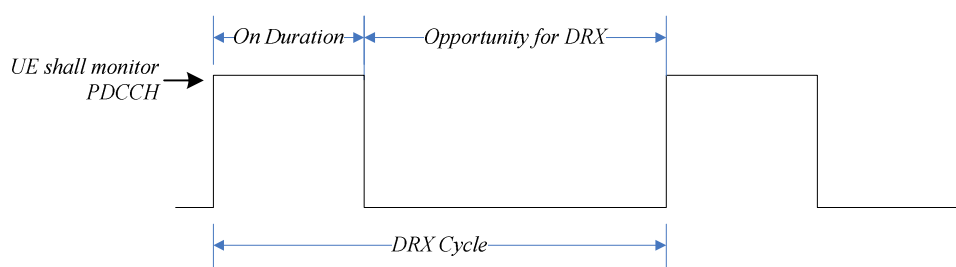 On Duration
Opportunity for DRX
UE shall monitor
PDCCH
DRX Cycle